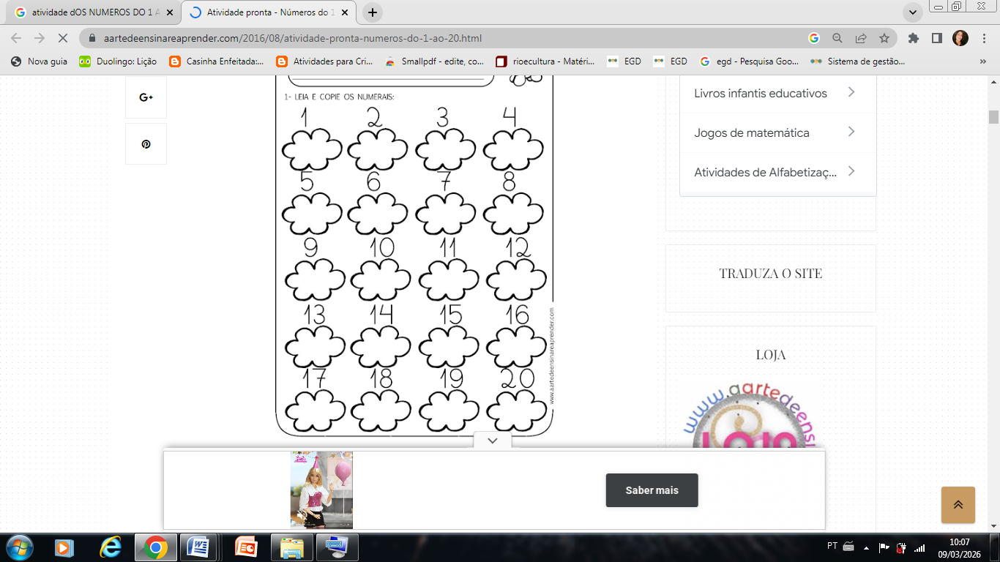 atividade dOS NUMEROS DO 1 A
Atividade pronta - Números do 1
aartedeensinareaprender.com/2016/08/atividade-pronta-numeros-do-1-ao-20.html
Nova guia
Duolingo: Lição
Casinha Enfeitada:...
Atividades para Cri...
Smallpdf - edite, co...
rioecultura - Matéri...
EGD
EGD
egd - Pesquisa Goo...
Sistema de gestão...
»
G+
1- LEIA E COPIE OS NUMERAIS:
1 2 3 4
5 6 7 8
9 10 11 12
13 14 15 16
17 18 19 20
www.aartedeensinareaprender.com
Livros infantis educativos
Jogos de matemática
Atividades de Alfabetizaç...
TRADUZA O SITE
LOJA
www.aartedeensi
LOJO
Saber mais
PT
10:07
09/03/2026